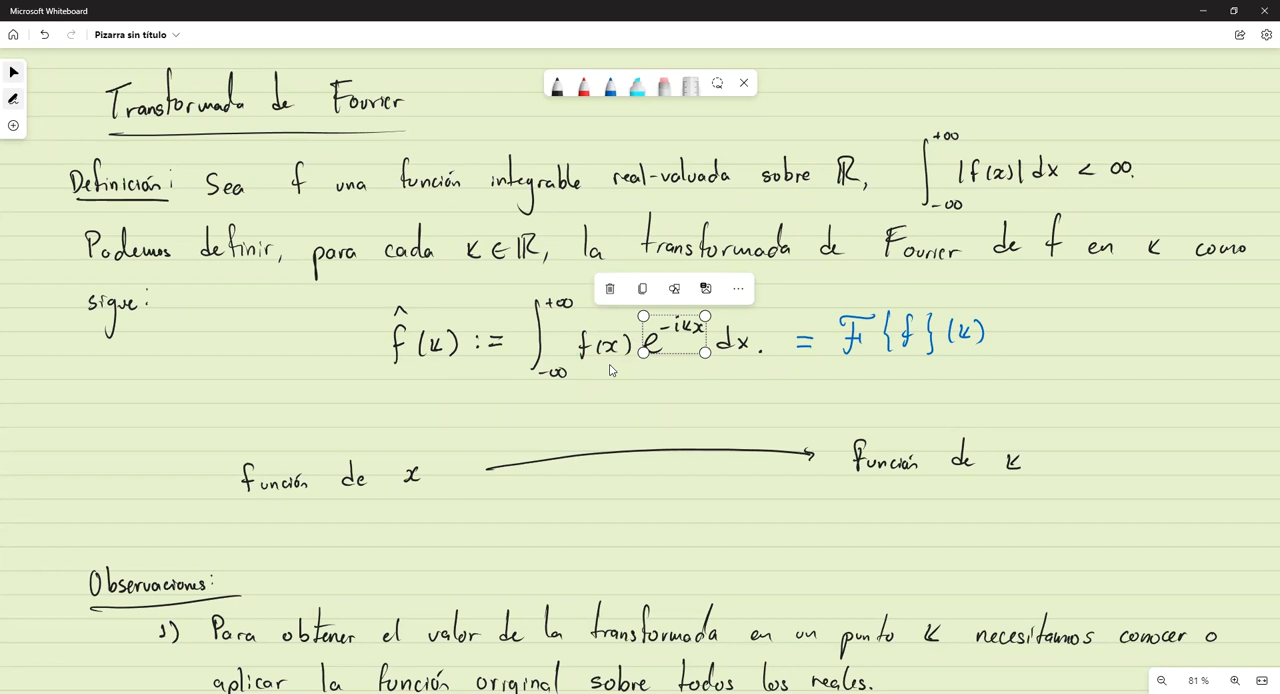 Microsoft Whiteboard
Pizarra sin título
Transformada de Fourier
Definición: Sea f una función integrable real-valuada sobre ℝ, ∫_{-∞}^{+∞} |f(x)| dx < ∞.
Podemos definir, para cada K ∈ ℝ, la transformada de Fourier de f en K como
sigue:
f̂(K) := ∫_{-∞}^{+∞} f(x) e^{-iKx} dx. = ℱ{f}(K)
función de x → función de K
Observaciones:
1) Para obtener el valor de la transformada en un punto K necesitamos conocer o
aplicar la función original sobre todos los reales.
81 %